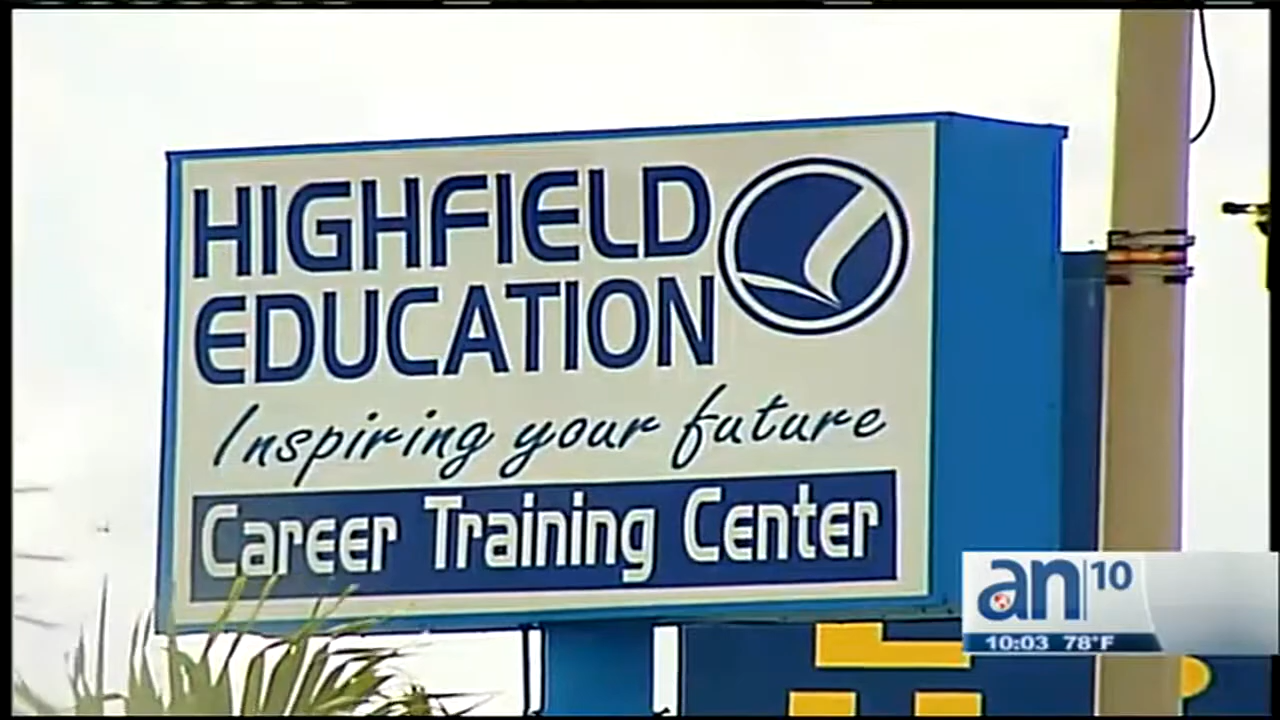 HIGHFIELD
EDUCATION
Inspiring your future
Career Training Center
an 10
10:03 78°F